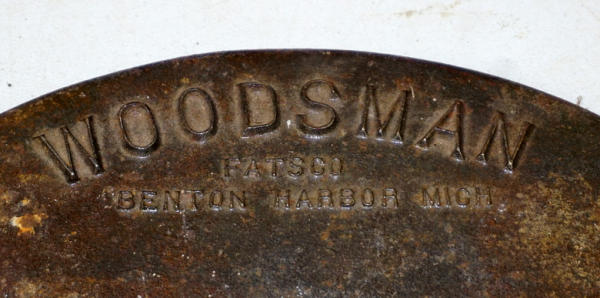 WOODSMAN
FATSCO
BENTON HARBOR MICH